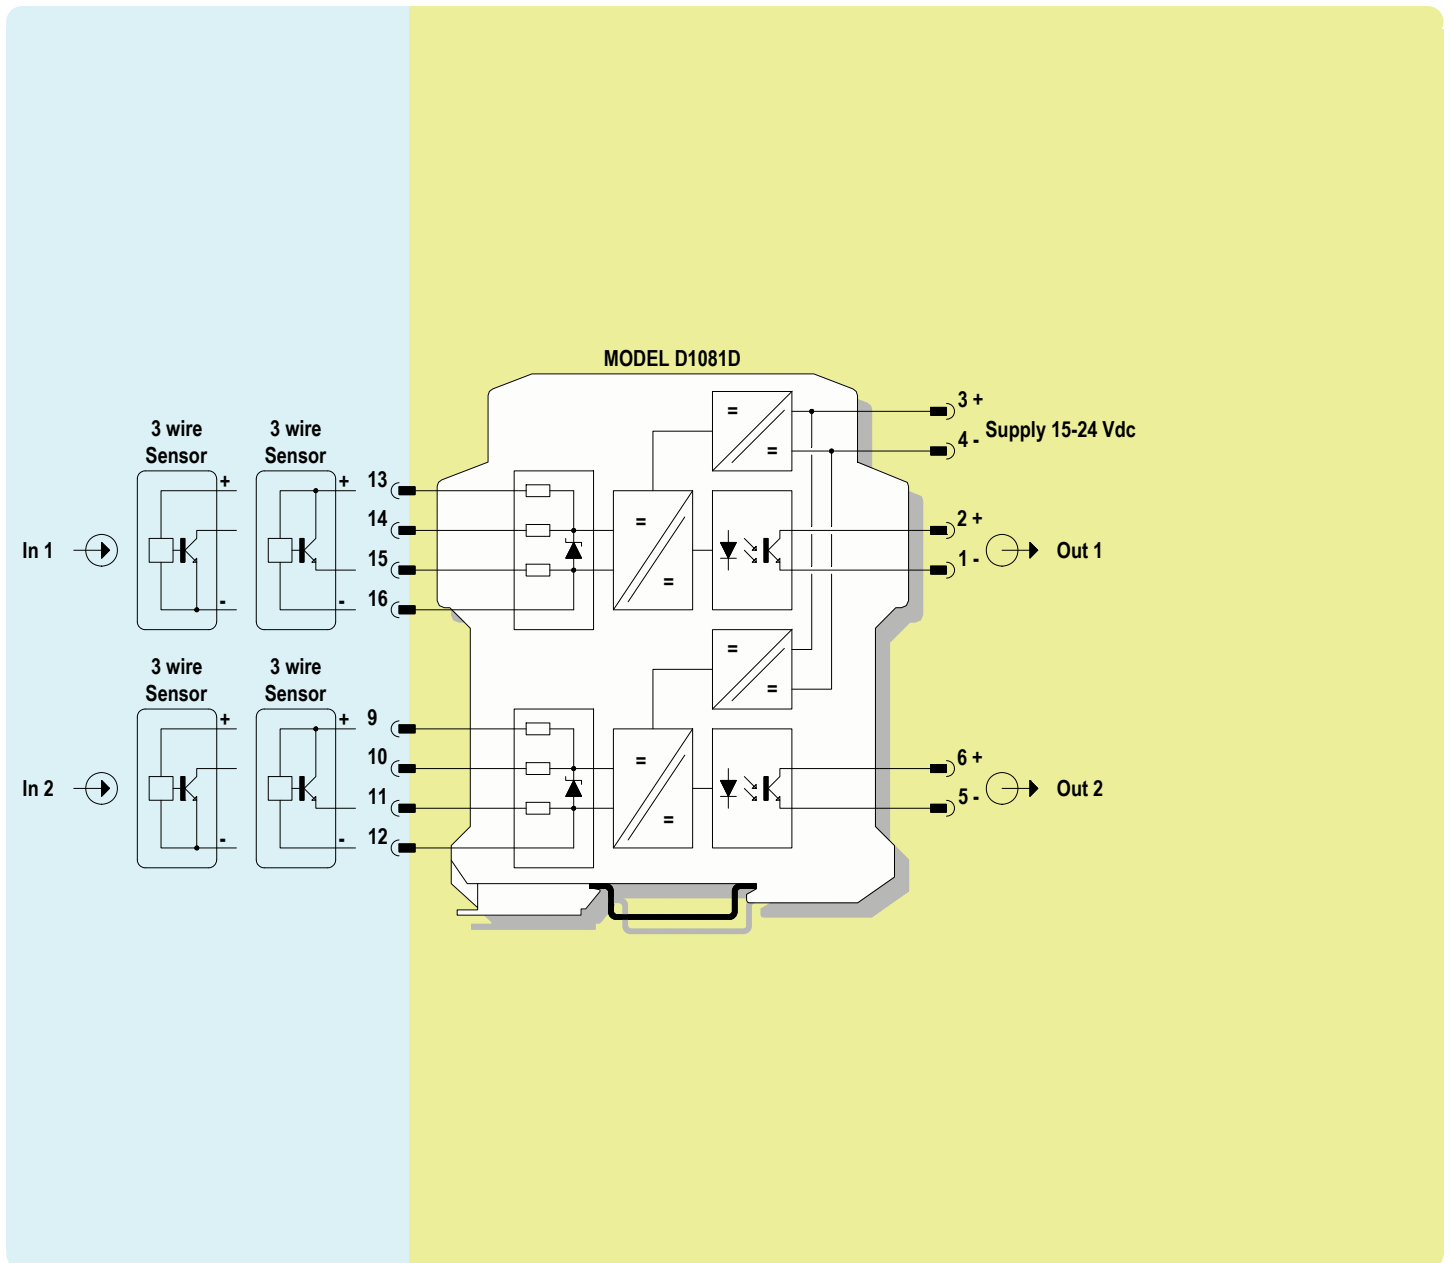 MODEL D1081D
3 +
4 -
Supply 15-24 Vdc
3 wire
Sensor
3 wire
Sensor
+
+
13
14
15
16
-
-
In 1
=
=
=
=
2 +
1 -
Out 1
3 wire
Sensor
3 wire
Sensor
+
+
9
10
11
12
-
-
In 2
=
=
=
=
6 +
5 -
Out 2